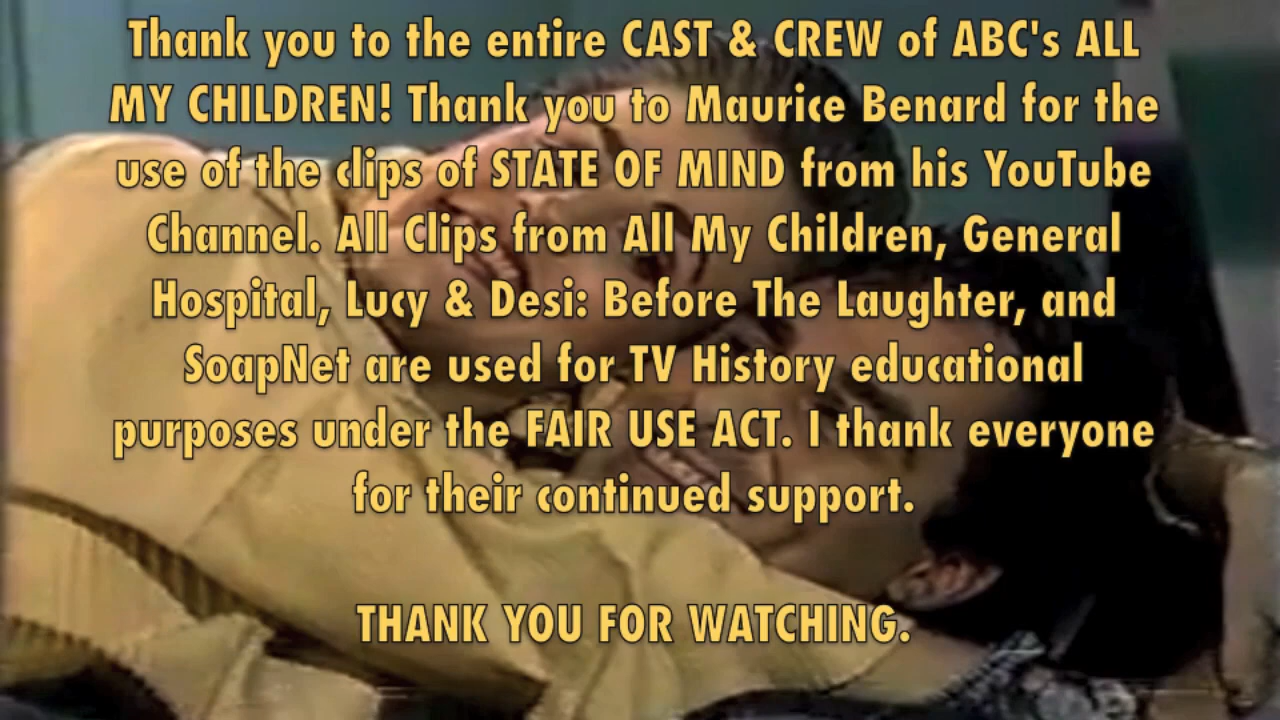 Thank you to the entire CAST & CREW of ABC's ALL
MY CHILDREN! Thank you to Maurice Benard for the
use of the clips of STATE OF MIND from his YouTube
Channel. All Clips from All My Children, General
Hospital, Lucy & Desi: Before The Laughter, and
SoapNet are used for TV History educational
purposes under the FAIR USE ACT. I thank everyone
for their continued support.
THANK YOU FOR WATCHING.